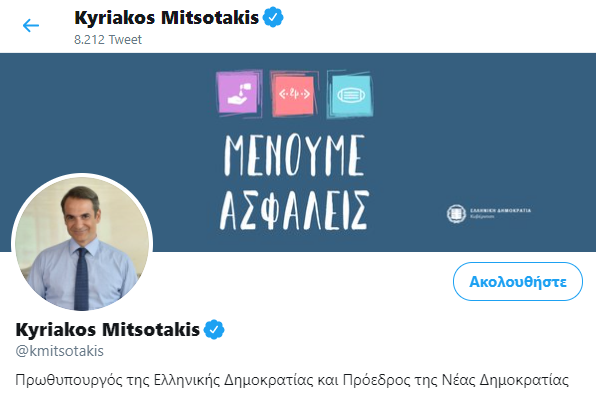 Kyriakos Mitsotakis
8.212 Tweet
ΜΕΝΟΥΜΕ
ΑΣΦΑΛΕΙΣ
ΕΛΛΗΝΙΚΗ ΔΗΜΟΚΡΑΤΙΑ
Κυβέρνηση
Ακολουθήστε
Kyriakos Mitsotakis
@kmitsotakis
Πρωθυπουργός της Ελληνικής Δημοκρατίας και Πρόεδρος της Νέας Δημοκρατίας